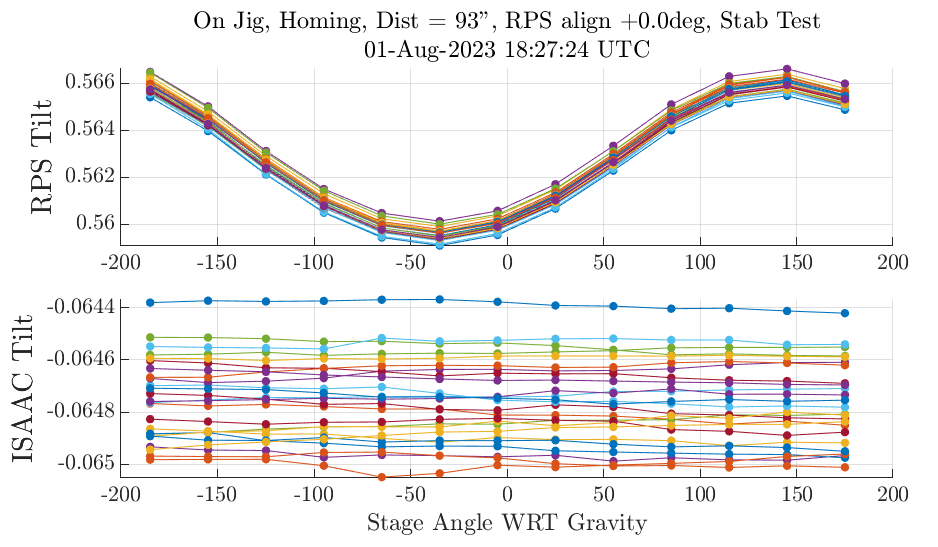 On Jig, Homing, Dist = 93", RPS align +0.0deg, Stab Test
01-Aug-2023 18:27:24 UTC
RPS Tilt
0.566
0.564
0.562
0.56
-200 -150 -100 -50 0 50 100 150 200
ISAAC Tilt
-0.0644
-0.0646
-0.0648
-0.065
-200 -150 -100 -50 0 50 100 150 200
Stage Angle WRT Gravity